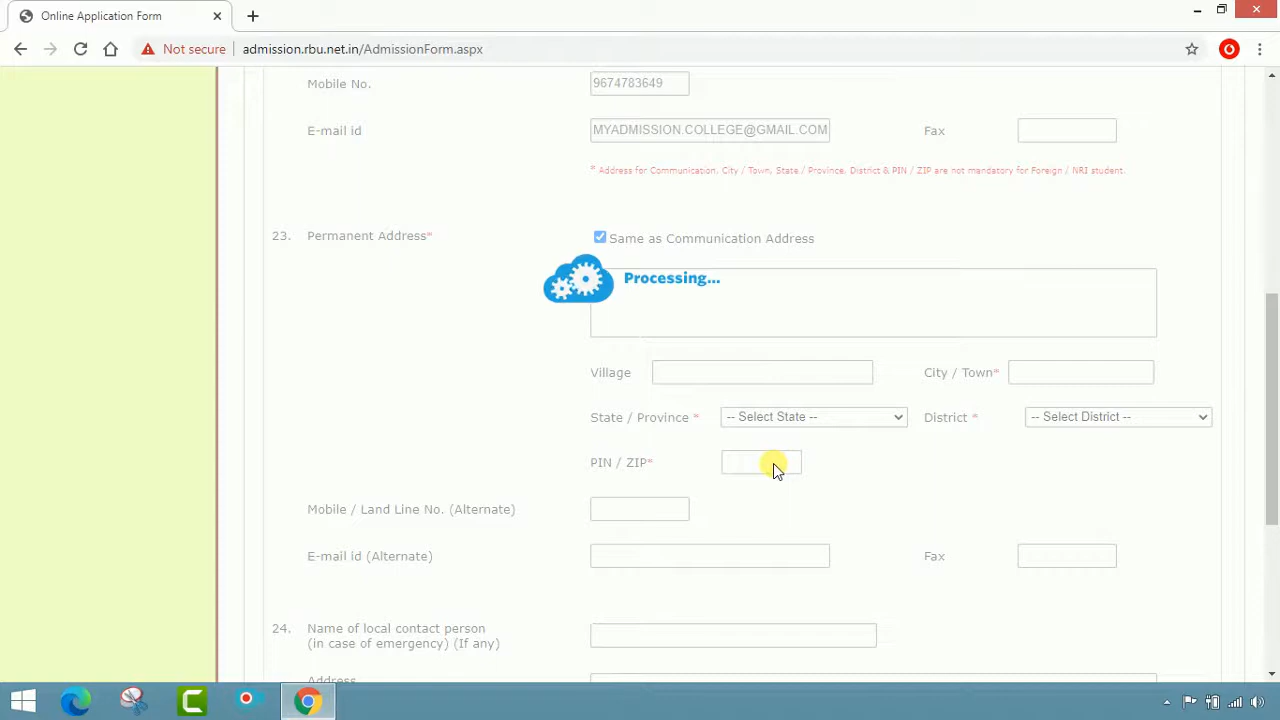 Online Application Form
Not secure
admission.rbu.net.in/AdmissionForm.aspx
Mobile No.
9674783649
E-mail id
MYADMISSION.COLLEGE@GMAIL.COM
Fax
* Address for Communication, City / Town, State / Province, District & PIN / ZIP are not mandatory for Foreign / NRI student.
23. Permanent Address*
Same as Communication Address
Processing...
Village
City / Town*
State / Province *
-- Select State --
District *
-- Select District --
PIN / ZIP*
Mobile / Land Line No. (Alternate)
E-mail id (Alternate)
Fax
24. Name of local contact person
(in case of emergency) (If any)
Address